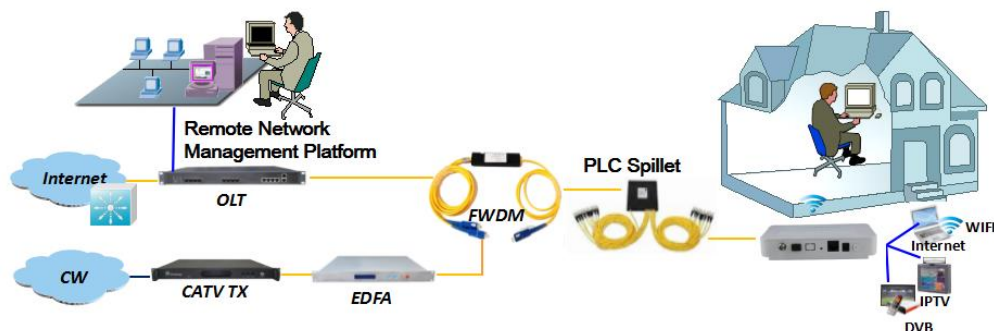 Remote Network
Management Platform
Internet
OLT
FWDM
PLC Spillet
CW
CATV TX
EDFA
WIFI
Internet
IPTV
DVB